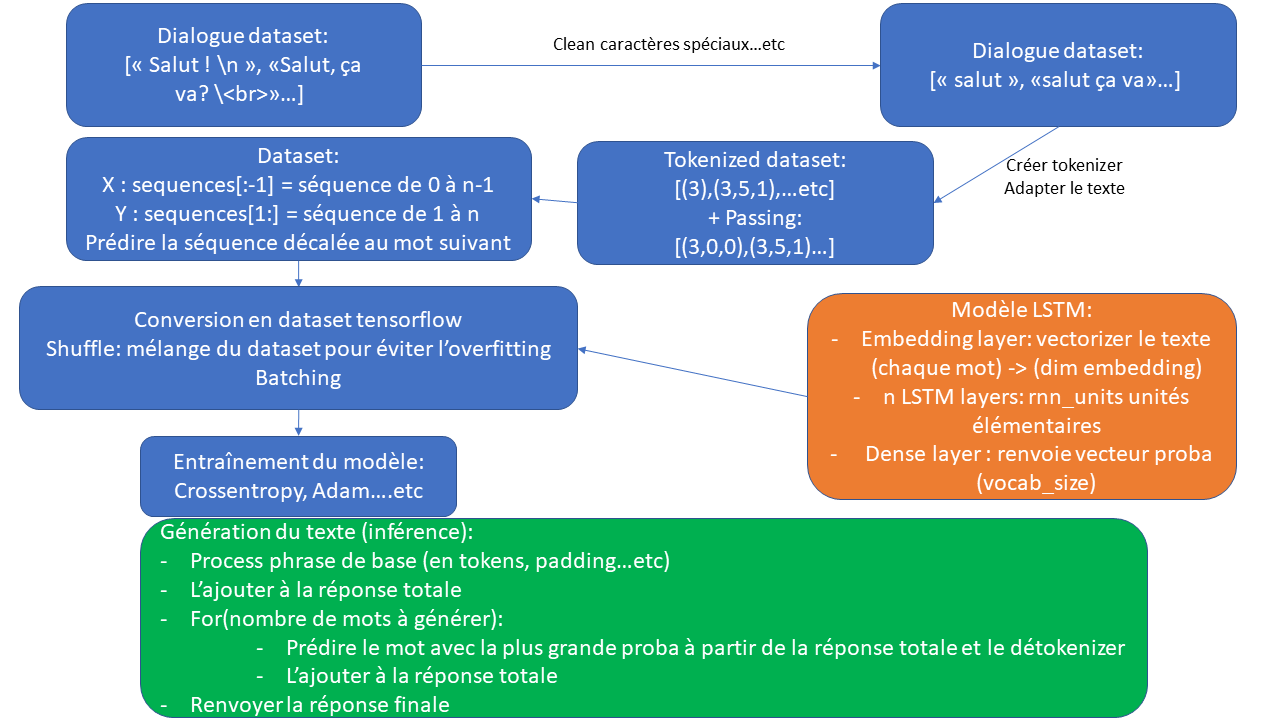 Dialogue dataset:
[« Salut ! \n », «Salut, ça
va? \<br>»…]
Clean caractères spéciaux…etc
Dialogue dataset:
[« salut », «salut ça va»…]
Créer tokenizer
Adapter le texte
Tokenized dataset:
[(3),(3,5,1),…etc]
+ Passing:
[(3,0,0),(3,5,1)…]
Dataset:
X : sequences[:-1] = séquence de 0 à n-1
Y : sequences[1:] = séquence de 1 à n
Prédire la séquence décalée au mot suivant
Conversion en dataset tensorflow
Shuffle: mélange du dataset pour éviter l’overfitting
Batching
Modèle LSTM:
- Embedding layer: vectorizer le texte
(chaque mot) -> (dim embedding)
- n LSTM layers: rnn_units unités
élémentaires
- Dense layer : renvoie vecteur proba
(vocab_size)
Entraînement du modèle:
Crossentropy, Adam….etc
Génération du texte (inférence):
- Process phrase de base (en tokens, padding…etc)
- L’ajouter à la réponse totale
- For(nombre de mots à générer):
- Prédire le mot avec la plus grande proba à partir de la réponse totale et le détokenizer
- L’ajouter à la réponse totale
- Renvoyer la réponse finale